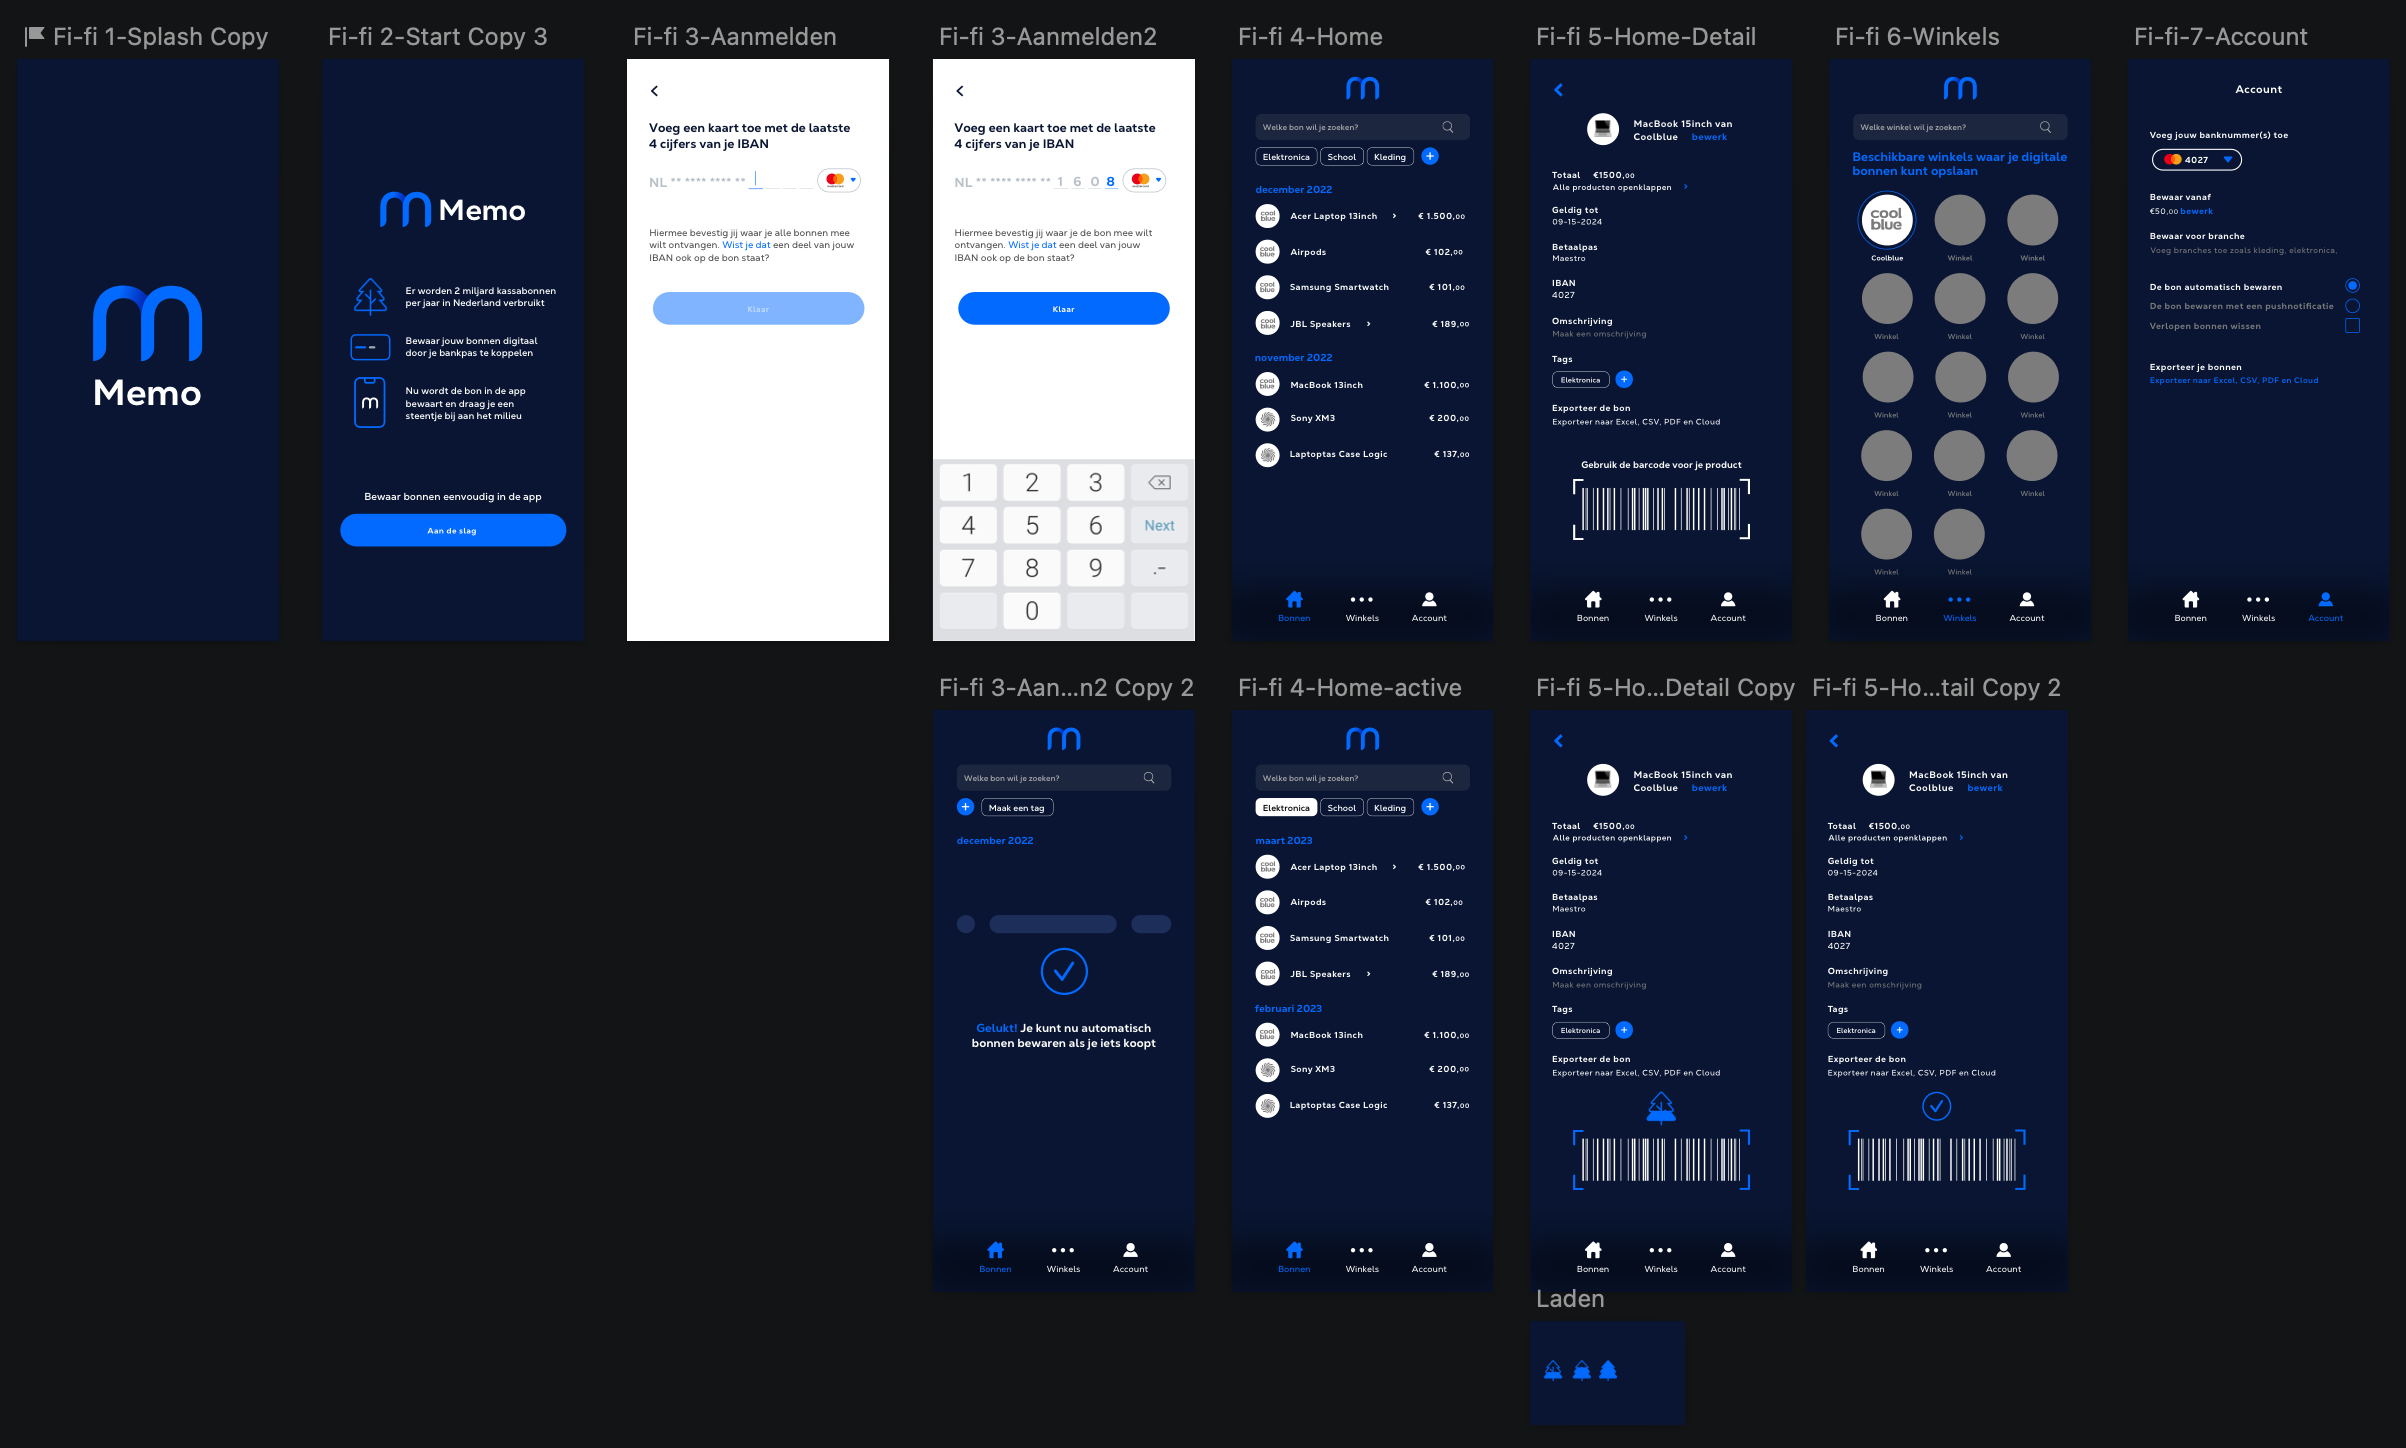 Fi-fi 1-Splash Copy
Memo
Fi-fi 2-Start Copy 3
Memo
Er worden 2 miljard kassabonnen
per jaar in Nederland verbruikt
Bewaar jouw bonnen digitaal
door je bankpas te koppelen
Nu wordt de bon in de app
bewaart en draag je een
steentje bij aan het milieu
Bewaar bonnen eenvoudig in de app
Aan de slag
Fi-fi 3-Aanmelden
Voeg een kaart toe met de laatste
4 cijfers van je IBAN
NL ** **** **** **
Hiermee bevestig jij waar je alle bonnen mee
wilt ontvangen. Wist je dat een deel van jouw
IBAN ook op de bon staat?
Klaar
Fi-fi 3-Aanmelden2
Voeg een kaart toe met de laatste
4 cijfers van je IBAN
NL ** **** **** ** 1 6 0 8
Hiermee bevestig jij waar je de bon mee wilt
ontvangen. Wist je dat een deel van jouw
IBAN ook op de bon staat?
Klaar
1 2 3
4 5 6 Next
7 8 9 .-
0
Fi-fi 4-Home
Welke bon wil je zoeken?
Elektronica School Kleding +
december 2022
cool blue Acer Laptop 13inch > € 1.500,00
cool blue Airpods € 102,00
cool blue Samsung Smartwatch € 101,00
cool blue JBL Speakers > € 189,00
november 2022
cool blue MacBook 13inch € 1.100,00
Sony XM3 € 200,00
Laptoptas Case Logic € 137,00
Bonnen Winkels Account
Fi-fi 5-Home-Detail
MacBook 15inch van
Coolblue bewerk
Totaal €1500,00
Alle producten openklappen >
Geldig tot
09-15-2024
Betaalpas
Maestro
IBAN
4027
Omschrijving
Maak een omschrijving
Tags
Elektronica +
Exporteer de bon
Exporteer naar Excel, CSV, PDF en Cloud
Gebruik de barcode voor je product
Bonnen Winkels Account
Fi-fi 6-Winkels
Welke winkel wil je zoeken?
Beschikbare winkels waar je digitale
bonnen kunt opslaan
cool
blue
Coolblue Winkel Winkel
Winkel Winkel Winkel
Winkel Winkel Winkel
Winkel Winkel Winkel
Winkel Winkel
Bonnen Winkels Account
Fi-fi-7-Account
Account
Voeg jouw banknummer(s) toe
4027
Bewaar vanaf
€50,00 bewerk
Bewaar voor branche
Voeg branches toe zoals kleding, elektronica,
De bon automatisch bewaren
De bon bewaren met een pushnotificatie
Verlopen bonnen wissen
Exporteer je bonnen
Exporteer naar Excel, CSV, PDF en Cloud
Bonnen Winkels Account
Fi-fi 3-Aan...n2 Copy 2
Welke bon wil je zoeken?
+ Maak een tag
december 2022
Gelukt! Je kunt nu automatisch
bonnen bewaren als je iets koopt
Bonnen Winkels Account
Fi-fi 4-Home-active
Welke bon wil je zoeken?
Elektronica School Kleding +
maart 2023
cool blue Acer Laptop 13inch > € 1.500,00
cool blue Airpods € 102,00
cool blue Samsung Smartwatch € 101,00
cool blue JBL Speakers > € 189,00
februari 2023
cool blue MacBook 13inch € 1.100,00
Sony XM3 € 200,00
Laptoptas Case Logic € 137,00
Bonnen Winkels Account
Fi-fi 5-Ho...Detail Copy
MacBook 15inch van
Coolblue bewerk
Totaal €1500,00
Alle producten openklappen >
Geldig tot
09-15-2024
Betaalpas
Maestro
IBAN
4027
Omschrijving
Maak een omschrijving
Tags
Elektronica +
Exporteer de bon
Exporteer naar Excel, CSV, PDF en Cloud
Bonnen Winkels Account
Fi-fi 5-Ho...tail Copy 2
MacBook 15inch van
Coolblue bewerk
Totaal €1500,00
Alle producten openklappen >
Geldig tot
09-15-2024
Betaalpas
Maestro
IBAN
4027
Omschrijving
Maak een omschrijving
Tags
Elektronica +
Exporteer de bon
Exporteer naar Excel, CSV, PDF en Cloud
Bonnen Winkels Account
Laden